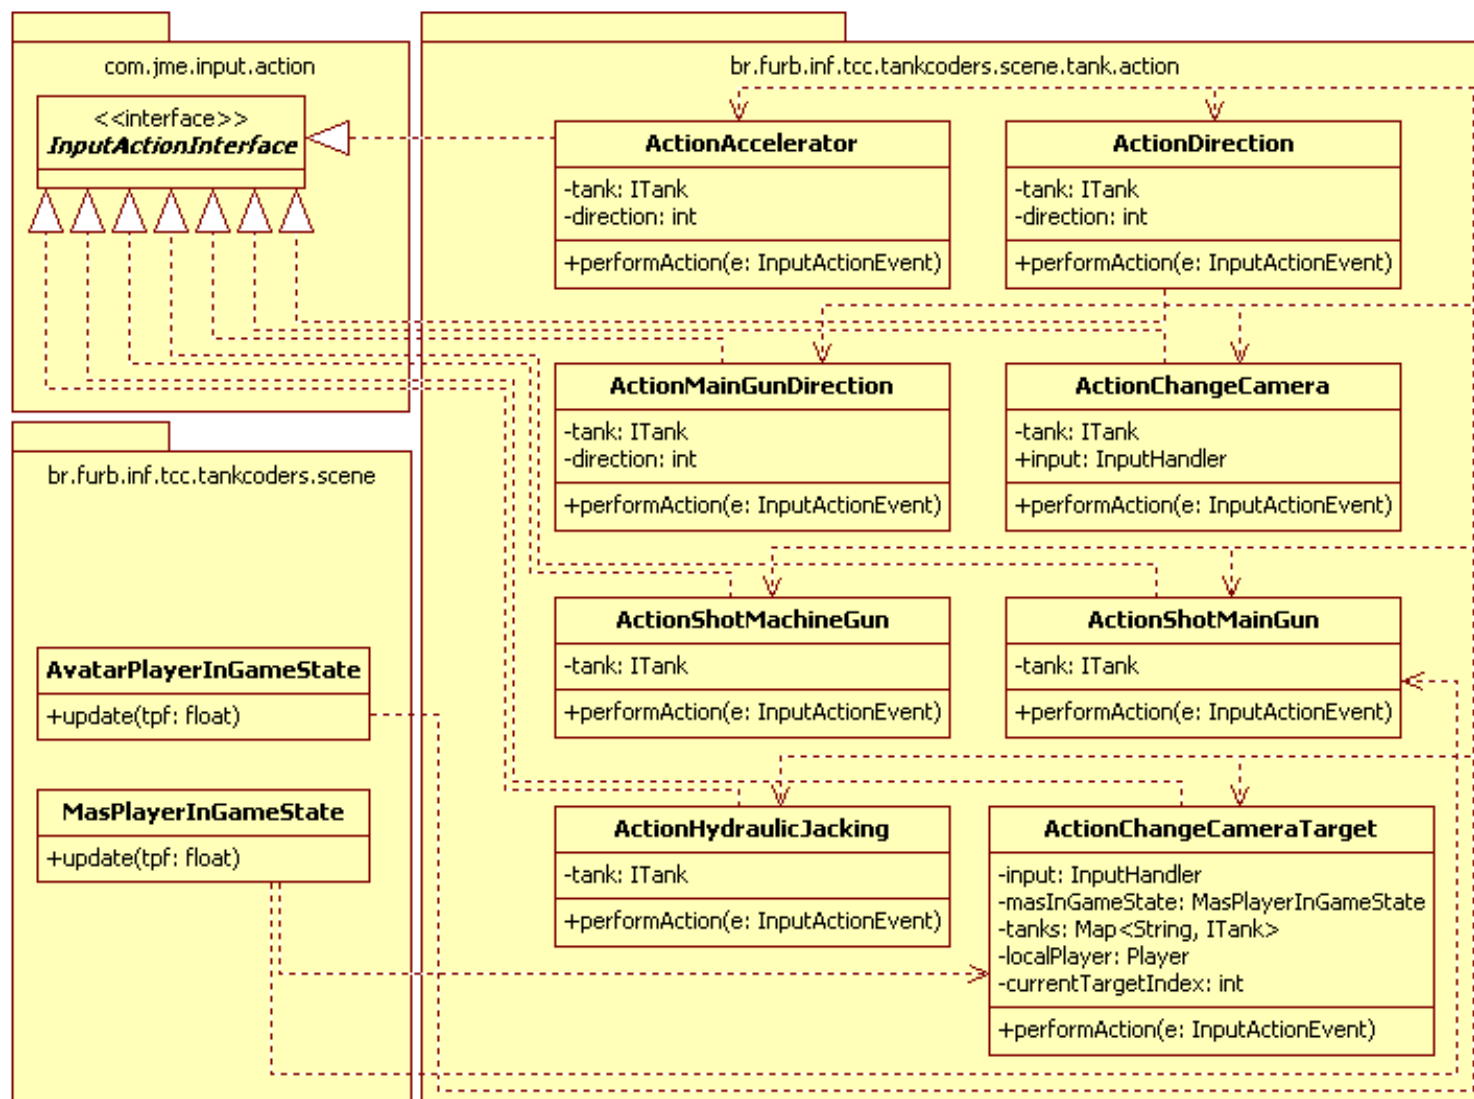 com.jme.input.action
<<interface>>
InputActionInterface
br.furb.inf.tcc.tankcoders.scene.tank.action
ActionAccelerator
-tank: ITank
-direction: int
+performAction(e: InputActionEvent)
ActionDirection
-tank: ITank
-direction: int
+performAction(e: InputActionEvent)
ActionMainGunDirection
-tank: ITank
-direction: int
+performAction(e: InputActionEvent)
ActionChangeCamera
-tank: ITank
+input: InputHandler
+performAction(e: InputActionEvent)
br.furb.inf.tcc.tankcoders.scene
AvatarPlayerInGameState
+update(tpf: float)
MasPlayerInGameState
+update(tpf: float)
ActionShotMachineGun
-tank: ITank
+performAction(e: InputActionEvent)
ActionShotMainGun
-tank: ITank
+performAction(e: InputActionEvent)
ActionHydraulicJacking
-tank: ITank
+performAction(e: InputActionEvent)
ActionChangeCameraTarget
-input: InputHandler
-masInGameState: MasPlayerInGameState
-tanks: Map<String, ITank>
-localPlayer: Player
-currentTargetIndex: int
+performAction(e: InputActionEvent)